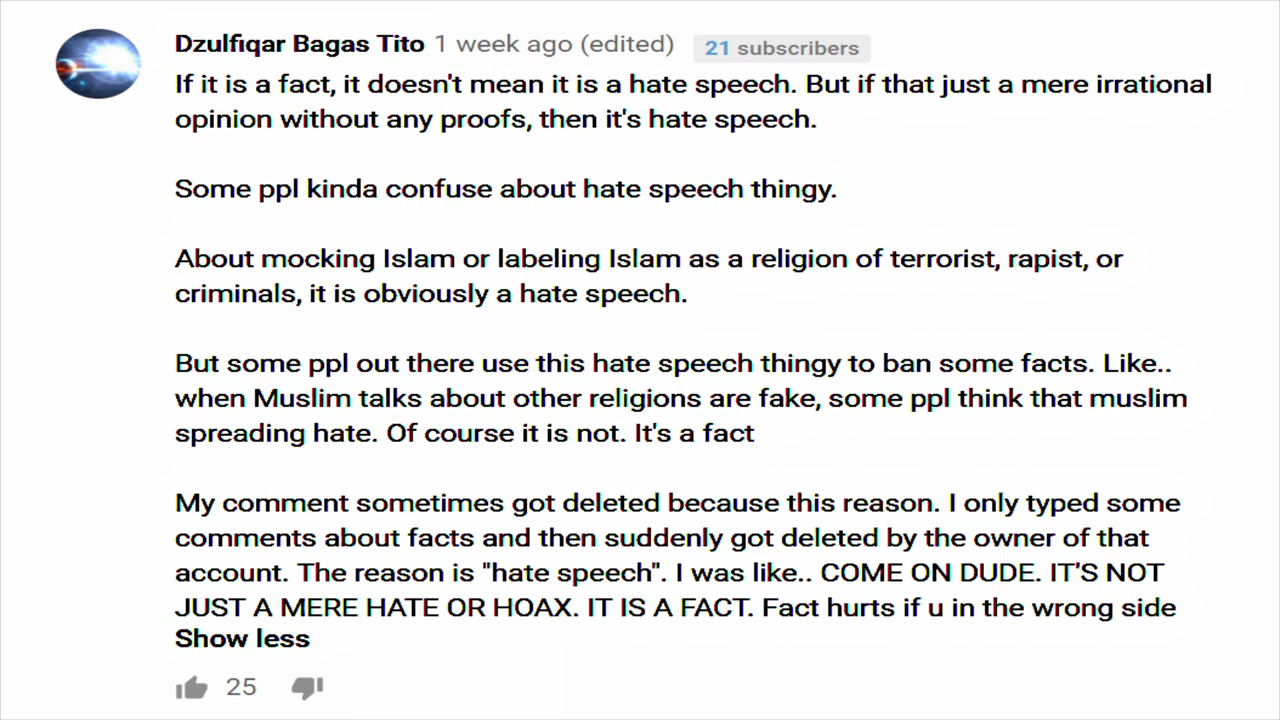 Dzulfiqar Bagas Tito 1 week ago (edited) 21 subscribers
If it is a fact, it doesn't mean it is a hate speech. But if that just a mere irrational
opinion without any proofs, then it's hate speech.
Some ppl kinda confuse about hate speech thingy.
About mocking Islam or labeling Islam as a religion of terrorist, rapist, or
criminals, it is obviously a hate speech.
But some ppl out there use this hate speech thingy to ban some facts. Like..
when Muslim talks about other religions are fake, some ppl think that muslim
spreading hate. Of course it is not. It's a fact
My comment sometimes got deleted because this reason. I only typed some
comments about facts and then suddenly got deleted by the owner of that
account. The reason is "hate speech". I was like.. COME ON DUDE. IT'S NOT
JUST A MERE HATE OR HOAX. IT IS A FACT. Fact hurts if u in the wrong side
Show less
25